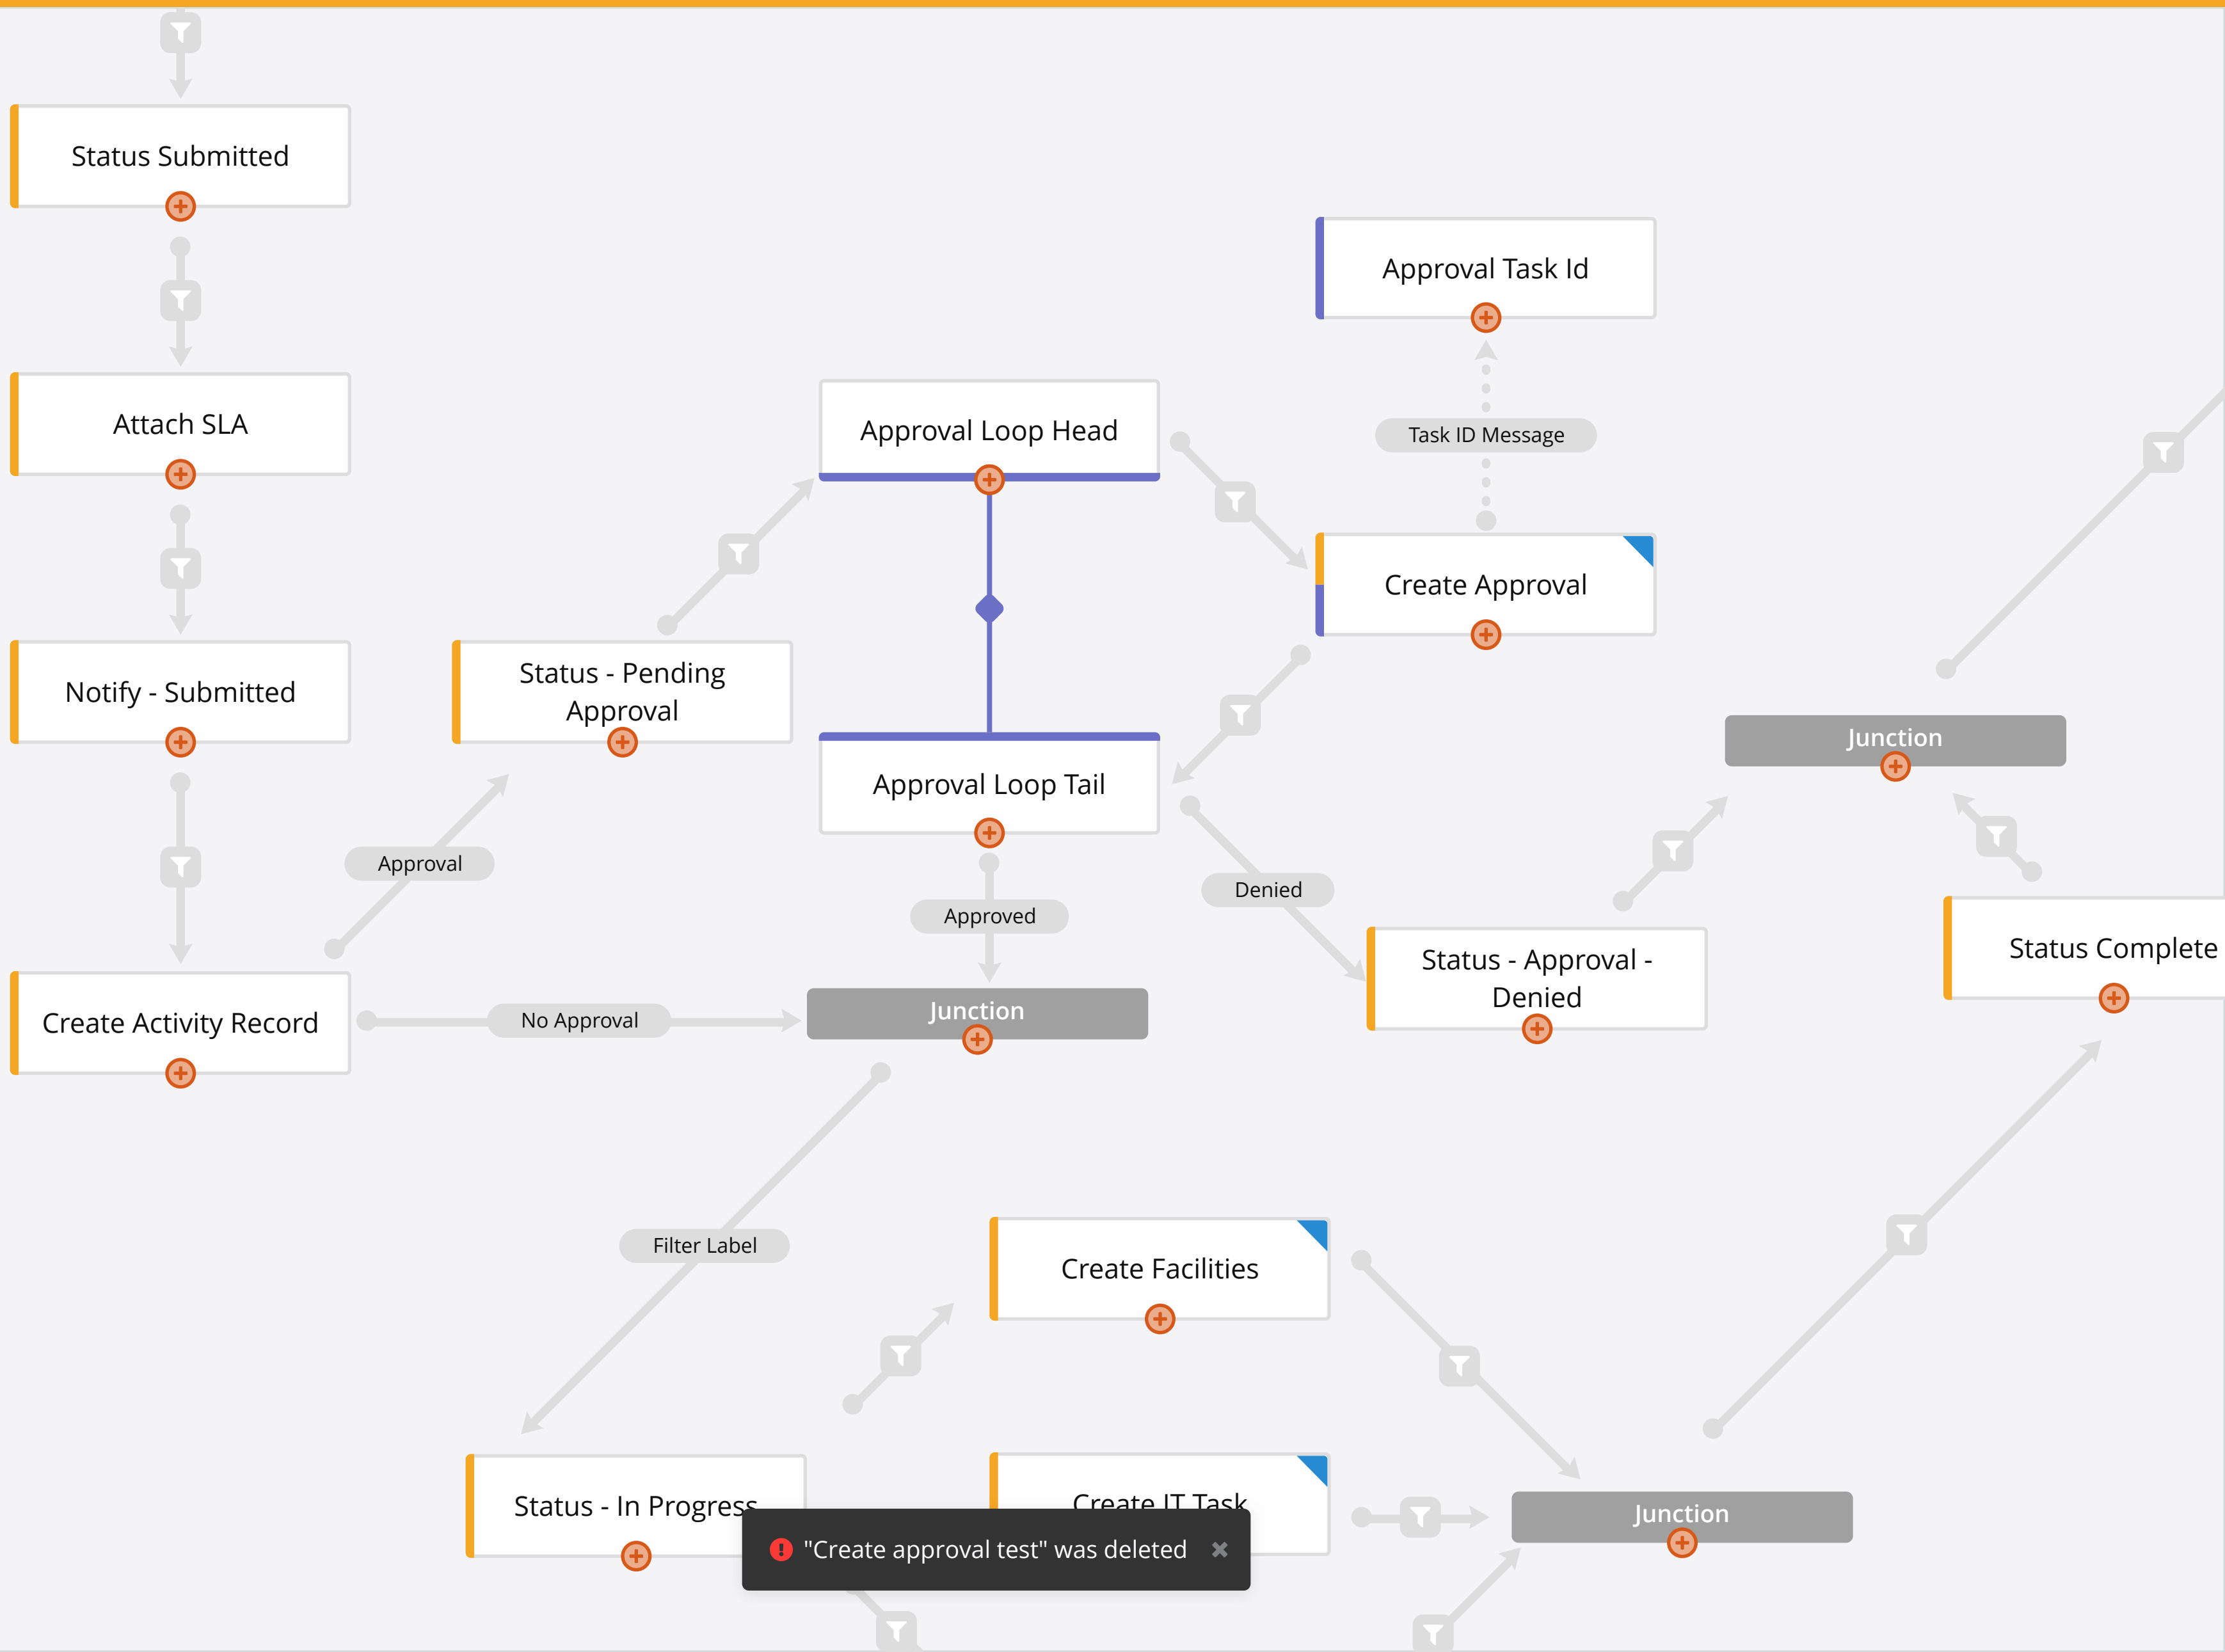 Status Submitted
Approval Task Id
Attach SLA
Approval Loop Head
Task ID Message
Create Approval
Notify - Submitted
Status - Pending
Approval
Junction
Approval Loop Tail
Approval
Denied
Approved
Status Complete
Status - Approval -
Denied
Create Activity Record
No Approval
Junction
Filter Label
Create Facilities
Status - In Progress
Create IT Task
Junction
"Create approval test" was deleted